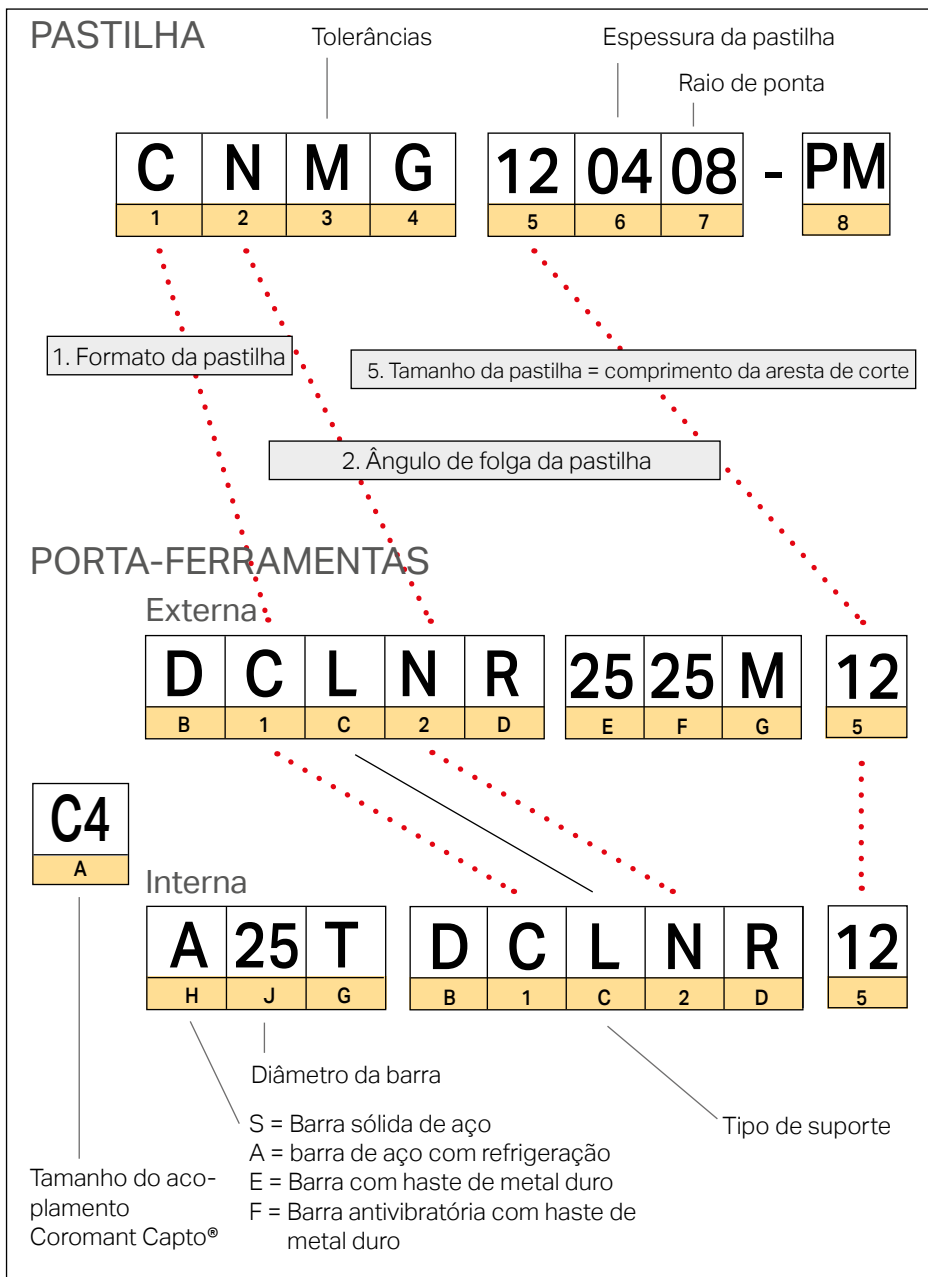 PASTILHA
Tolerâncias
Espessura da pastilha
Raio de ponta
C N M G 12 04 08 - PM
1 2 3 4 5 6 7 8
1. Formato da pastilha
5. Tamanho da pastilha = comprimento da aresta de corte
2. Ângulo de folga da pastilha
PORTA-FERRAMENTAS
Externa
D C L N R 25 25 M 12
B 1 C 2 D E F G 5
C4
A
Interna
A 25 T D C L N R 12
H J G B 1 C 2 D 5
Diâmetro da barra
S = Barra sólida de aço
A = barra de aço com refrigeração
E = Barra com haste de metal duro
F = Barra antivibratória com haste de
metal duro
Tipo de suporte
Tamanho do aco-
plamento
Coromant Capto®